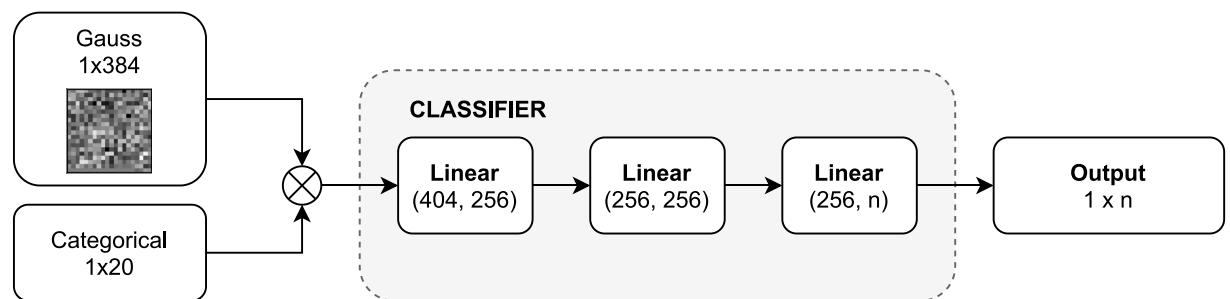 Gauss
1x384
CLASSIFIER
Linear
(404, 256)
Linear
(256, 256)
Linear
(256, n)
Output
1 x n
Categorical
1x20